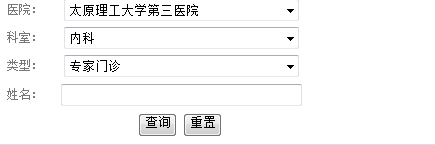 医院: 太原理工大学第三医院
科室: 内科
类型: 专家门诊
姓名:
查询 重置